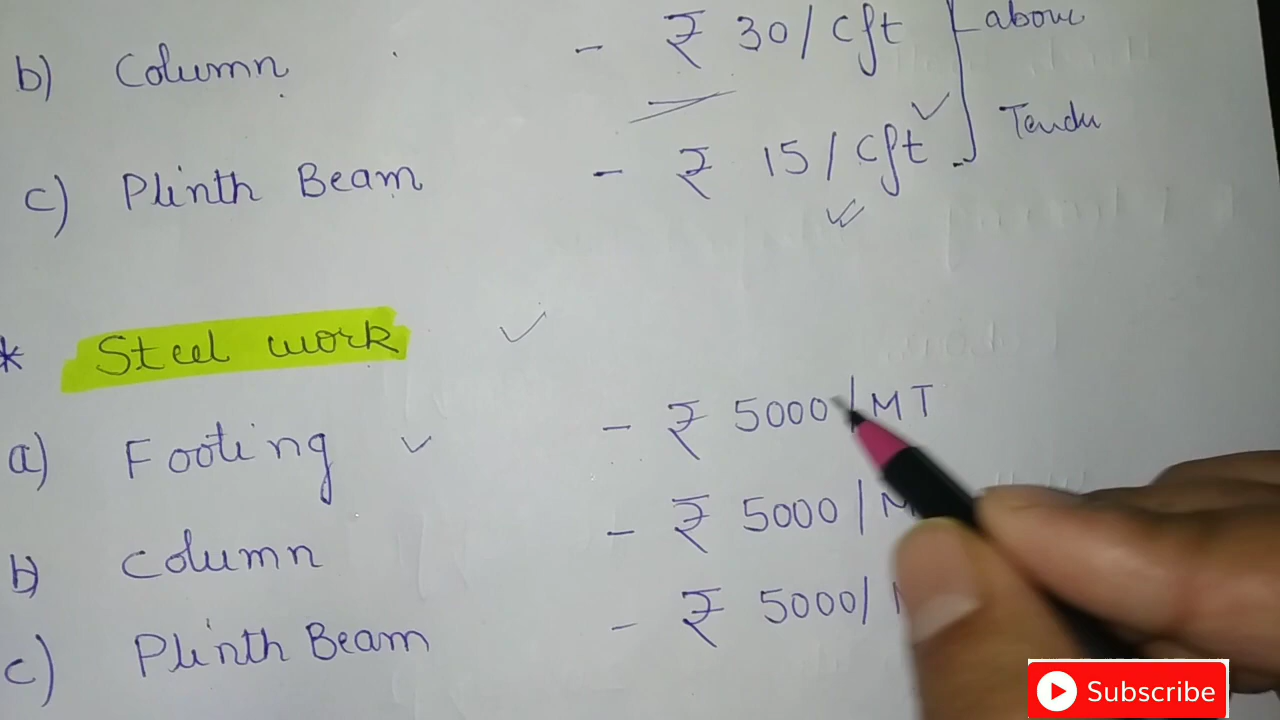 b) Column - ₹ 30/cft Labour
c) Plinth Beam - ₹ 15/cft
* Steel work
a) Footing - ₹ 5000/MT
b) Column - ₹ 5000/M
c) Plinth Beam - ₹ 5000/
Subscribe